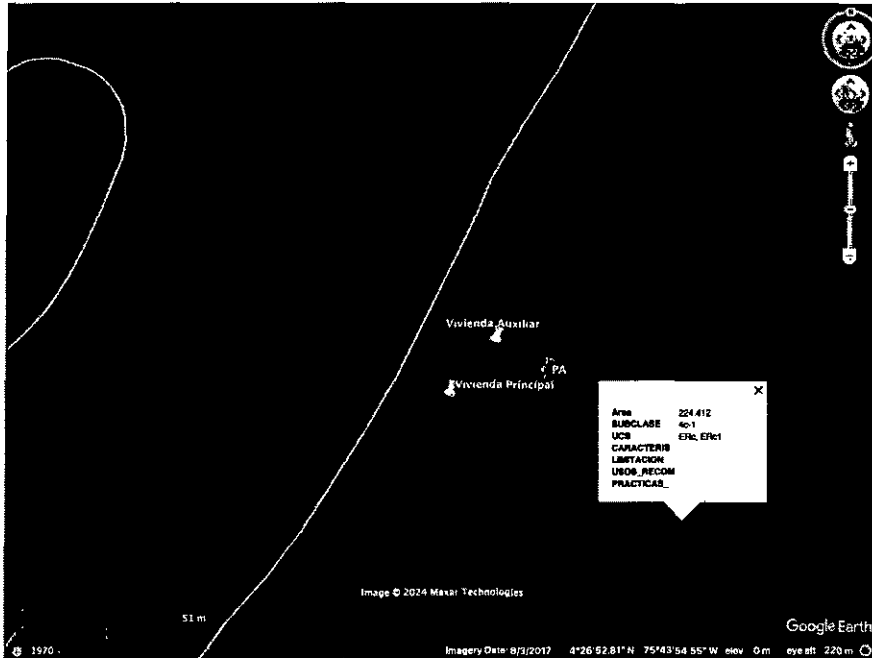 Vivienda Auxiliar
PA
Vivienda Principal
Area 224.412
SUBCLASE 4c-1
UCS ERc, ERc1
CARACTERIS
LIMITACION
USOS_RECOM
PRACTICAS_
Image © 2024 Maxar Technologies
51 m
Google Earth
1970
Imagery Date: 8/3/2017 4°26'52.81" N 75°43'54 55" W elev 0 m eye alt 220 m